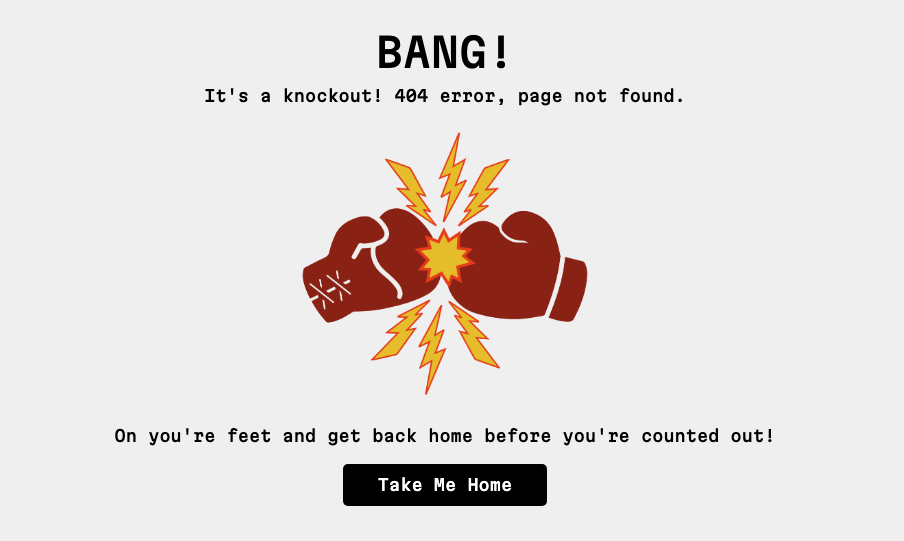 BANG!
It's a knockout! 404 error, page not found.
On you're feet and get back home before you're counted out!
Take Me Home